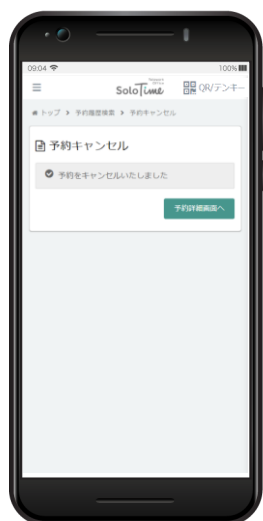 09:04 100%
SoloTime QR/テンキー
トップ > 予約履歴検索 > 予約キャンセル
予約キャンセル
予約をキャンセルいたしました
予約詳細画面へ